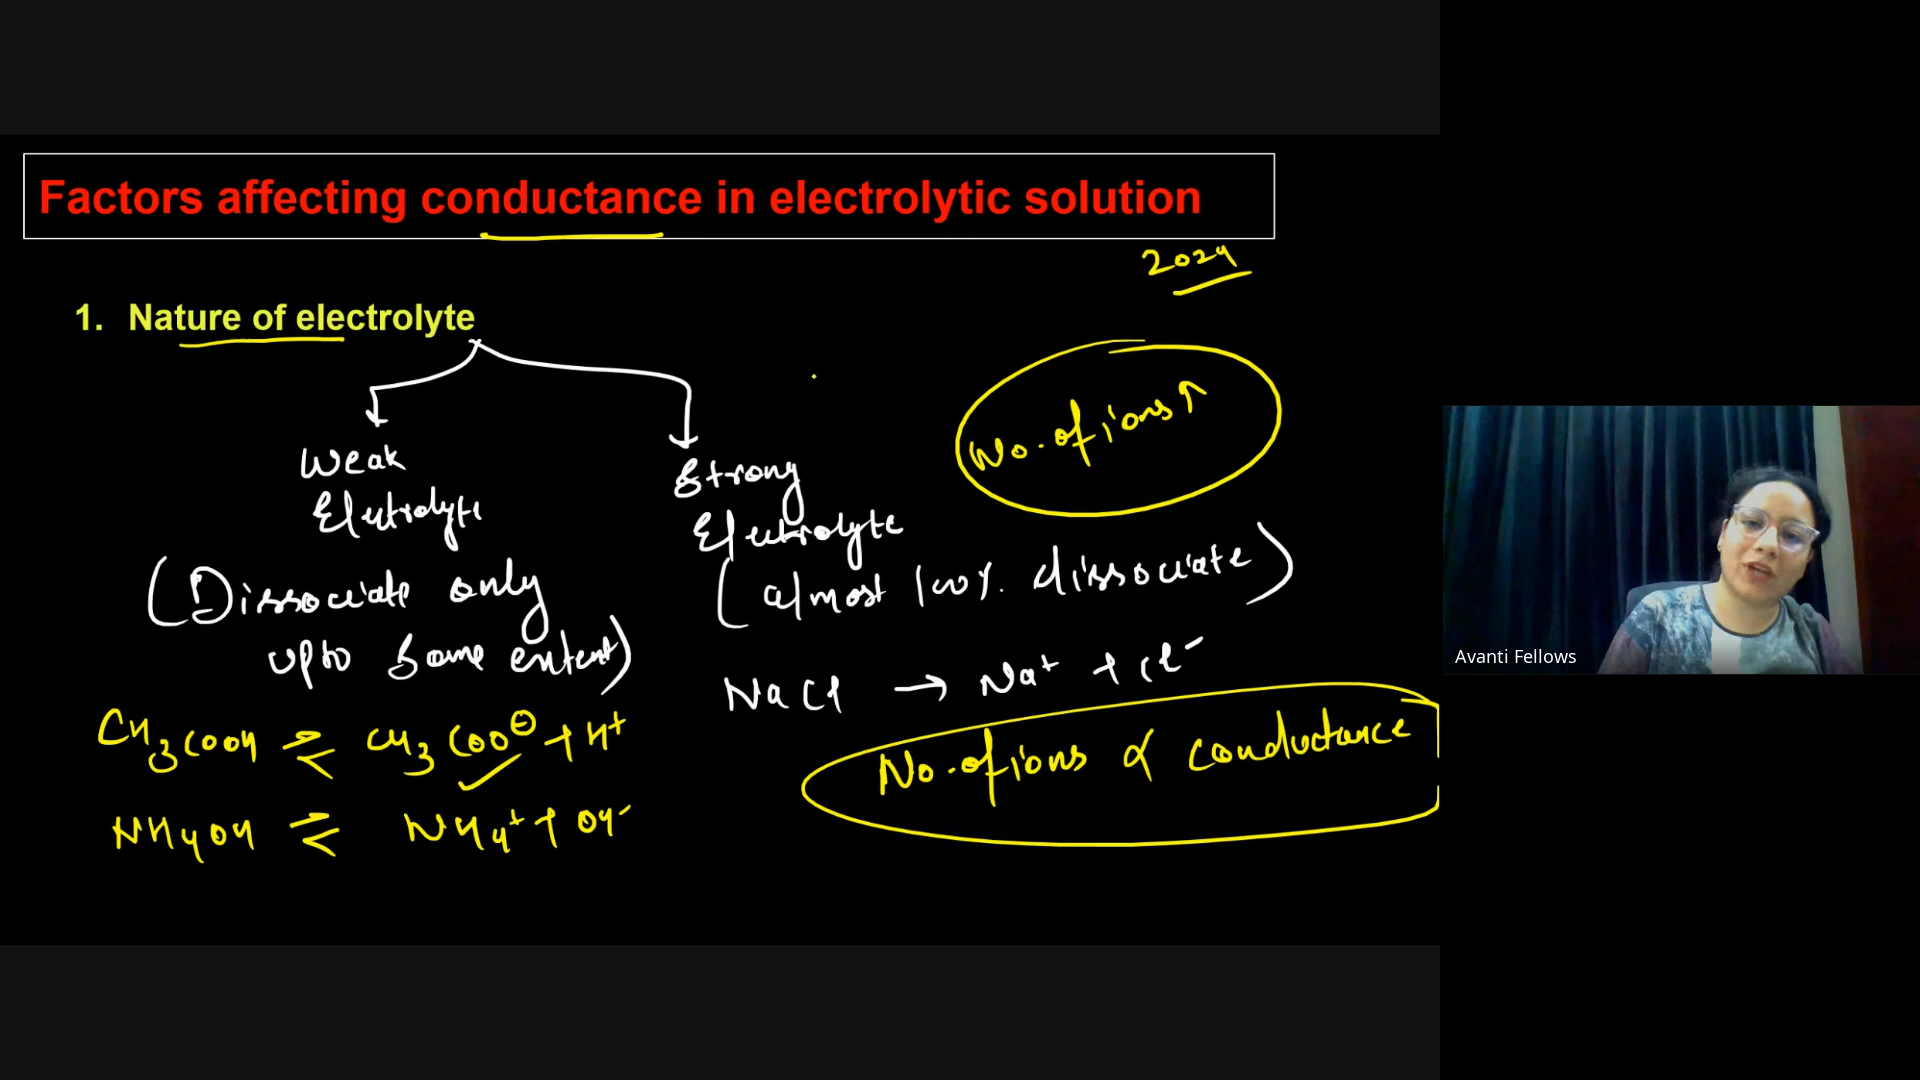 Factors affecting conductance in electrolytic solution
2024
1. Nature of electrolyte
No. of ions ↑
Weak
Electrolyte
(Dissociate only
upto some extent)
Strong
Electrolyte
(almost 100% dissociate)
NaCl → Na⁺ + Cl⁻
CH₃COOH ⇌ CH₃COO⊖ + H⁺
NH₄OH ⇌ NH₄⁺ + OH⁻
No. of ions ∝ conductance
Avanti Fellows